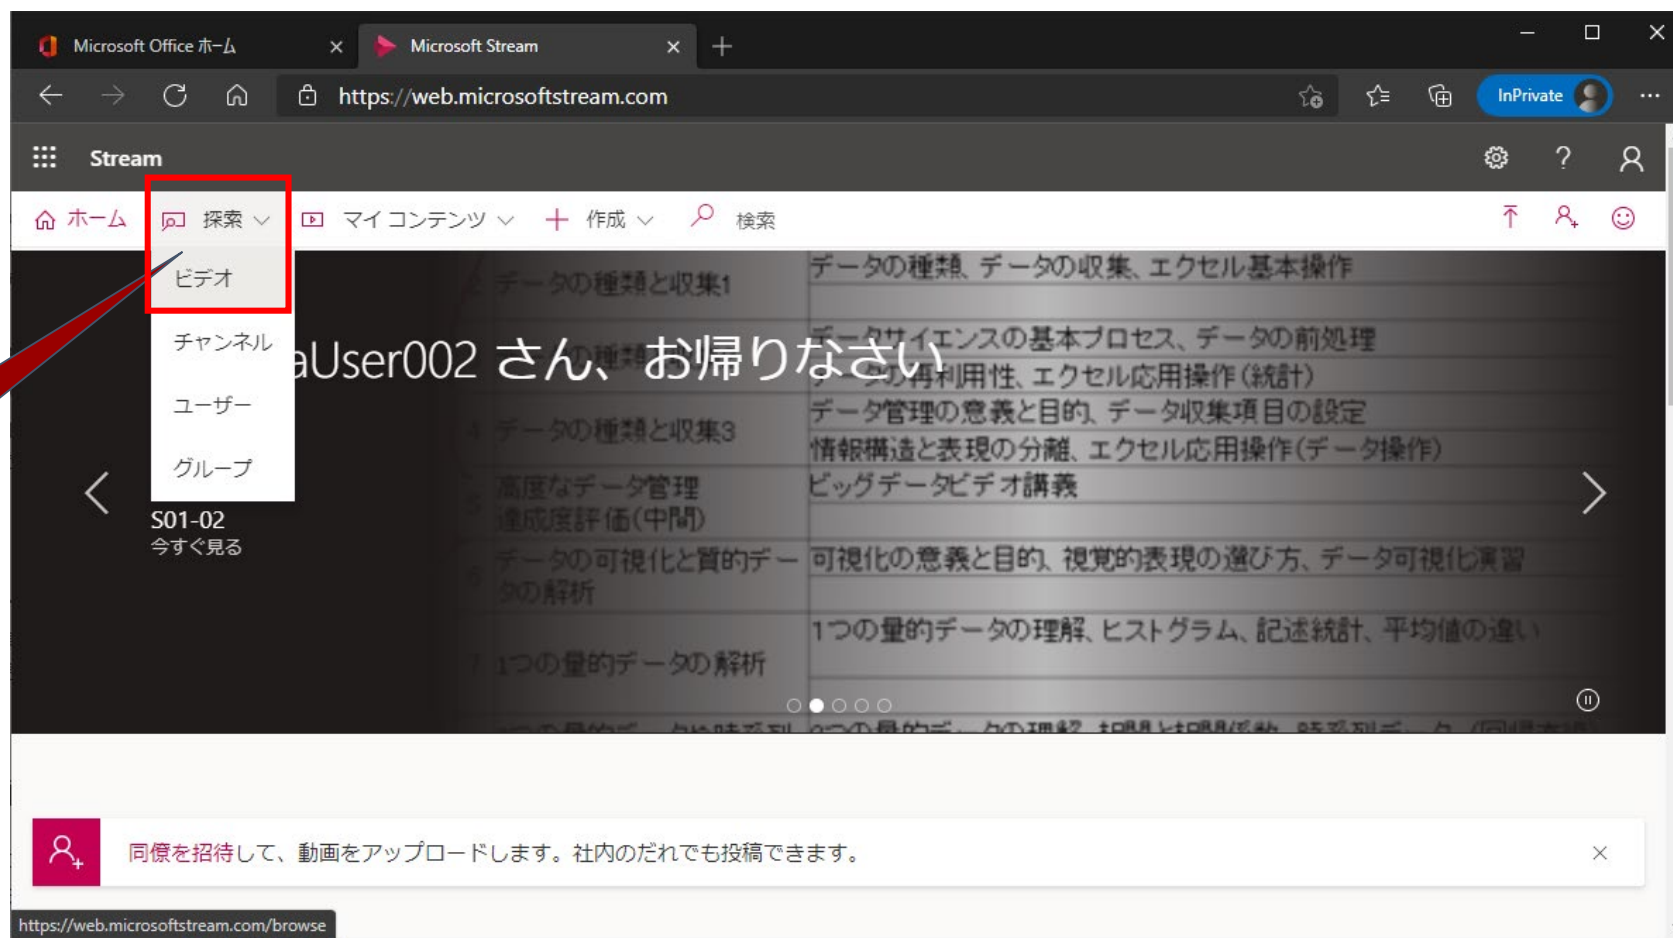 Microsoft Office ホーム
Microsoft Stream
https://web.microsoftstream.com
InPrivate
Stream
ホーム
探索
マイ コンテンツ
作成
検索
ビデオ
チャンネル
ユーザー
グループ
aUser002 さん、お帰りなさい
S01-02
今すぐ見る
データの種類と収集1
データの種類、データの収集、エクセル基本操作
データサイエンスの基本プロセス、データの前処理
データの再利用性、エクセル応用操作(統計)
4 データの種類と収集3
データ管理の意義と目的、データ収集項目の設定
情報構造と表現の分離、エクセル応用操作(データ操作)
5 高度なデータ管理
達成度評価(中間)
ビッグデータビデオ講義
6 データの可視化と質的デー
タの解析
可視化の意義と目的、視覚的表現の選び方、データ可視化演習
7 1つの量的データの解析
1つの量的データの理解、ヒストグラム、記述統計、平均値の違い
同僚を招待して、動画をアップロードします。社内のだれでも投稿できます。
https://web.microsoftstream.com/browse